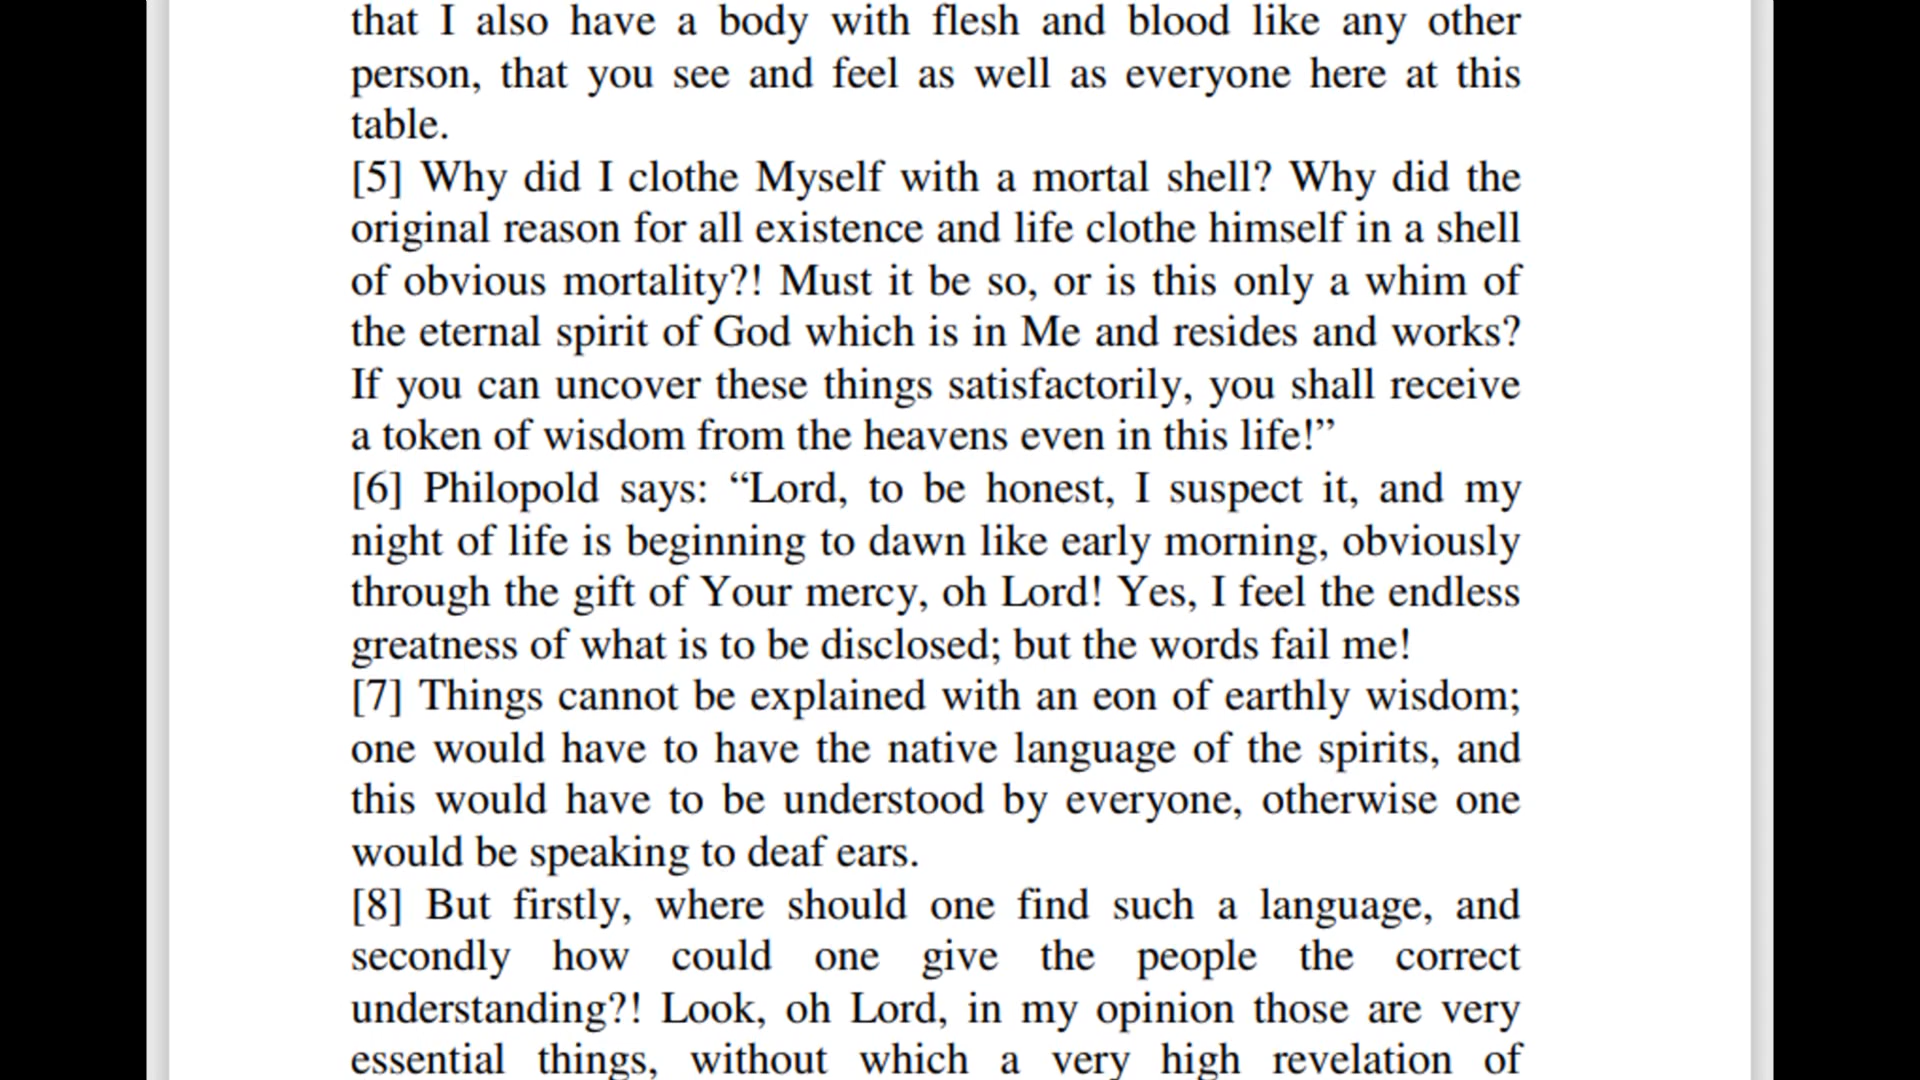 that I also have a body with flesh and blood like any other
person, that you see and feel as well as everyone here at this
table.
[5] Why did I clothe Myself with a mortal shell? Why did the
original reason for all existence and life clothe himself in a shell
of obvious mortality?! Must it be so, or is this only a whim of
the eternal spirit of God which is in Me and resides and works?
If you can uncover these things satisfactorily, you shall receive
a token of wisdom from the heavens even in this life!”
[6] Philopold says: “Lord, to be honest, I suspect it, and my
night of life is beginning to dawn like early morning, obviously
through the gift of Your mercy, oh Lord! Yes, I feel the endless
greatness of what is to be disclosed; but the words fail me!
[7] Things cannot be explained with an eon of earthly wisdom;
one would have to have the native language of the spirits, and
this would have to be understood by everyone, otherwise one
would be speaking to deaf ears.
[8] But firstly, where should one find such a language, and
secondly how could one give the people the correct
understanding?! Look, oh Lord, in my opinion those are very
essential things, without which a very high revelation of